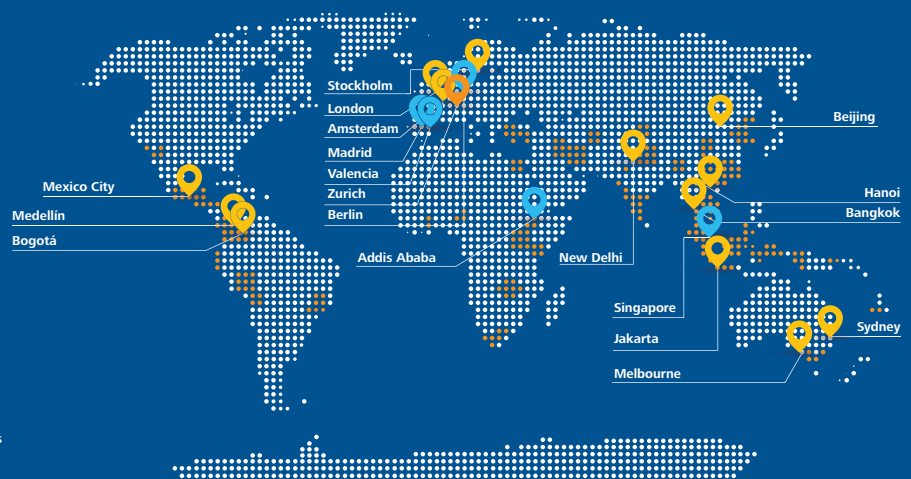 Stockholm
London
Amsterdam
Madrid
Valencia
Zurich
Berlin
Beijing
Mexico City
Medellín
Bogotá
Hanoi
Bangkok
Addis Ababa
New Delhi
Singapore
Jakarta
Melbourne
Sydney
s